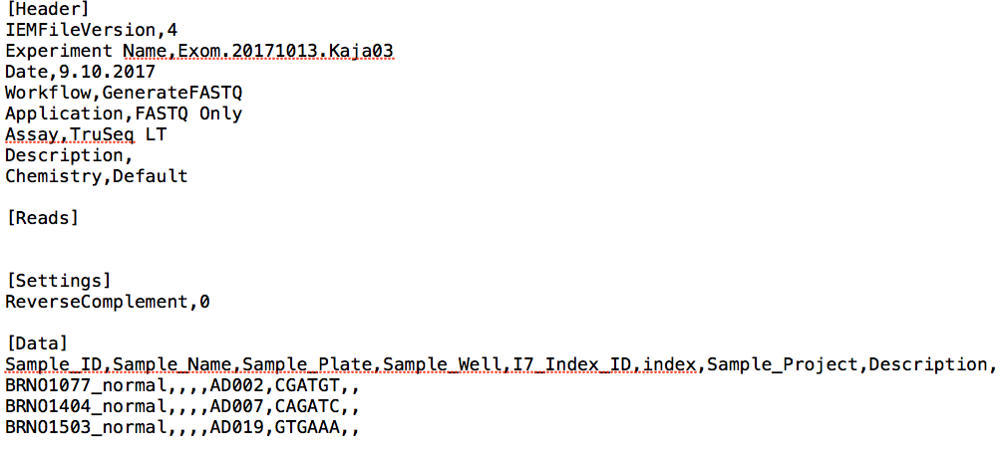 [Header]
IEMFileVersion,4
Experiment Name,Exom.20171013.Kaja03
Date,9.10.2017
Workflow,GenerateFASTQ
Application,FASTQ Only
Assay,TruSeq LT
Description,
Chemistry,Default
[Reads]
[Settings]
ReverseComplement,0
[Data]
Sample_ID,Sample_Name,Sample_Plate,Sample_Well,I7_Index_ID,index,Sample_Project,Description,
BRNO1077_normal,,,,AD002,CGATGT,,
BRNO1404_normal,,,,AD007,CAGATC,,
BRNO1503_normal,,,,AD019,GTGAAA,,